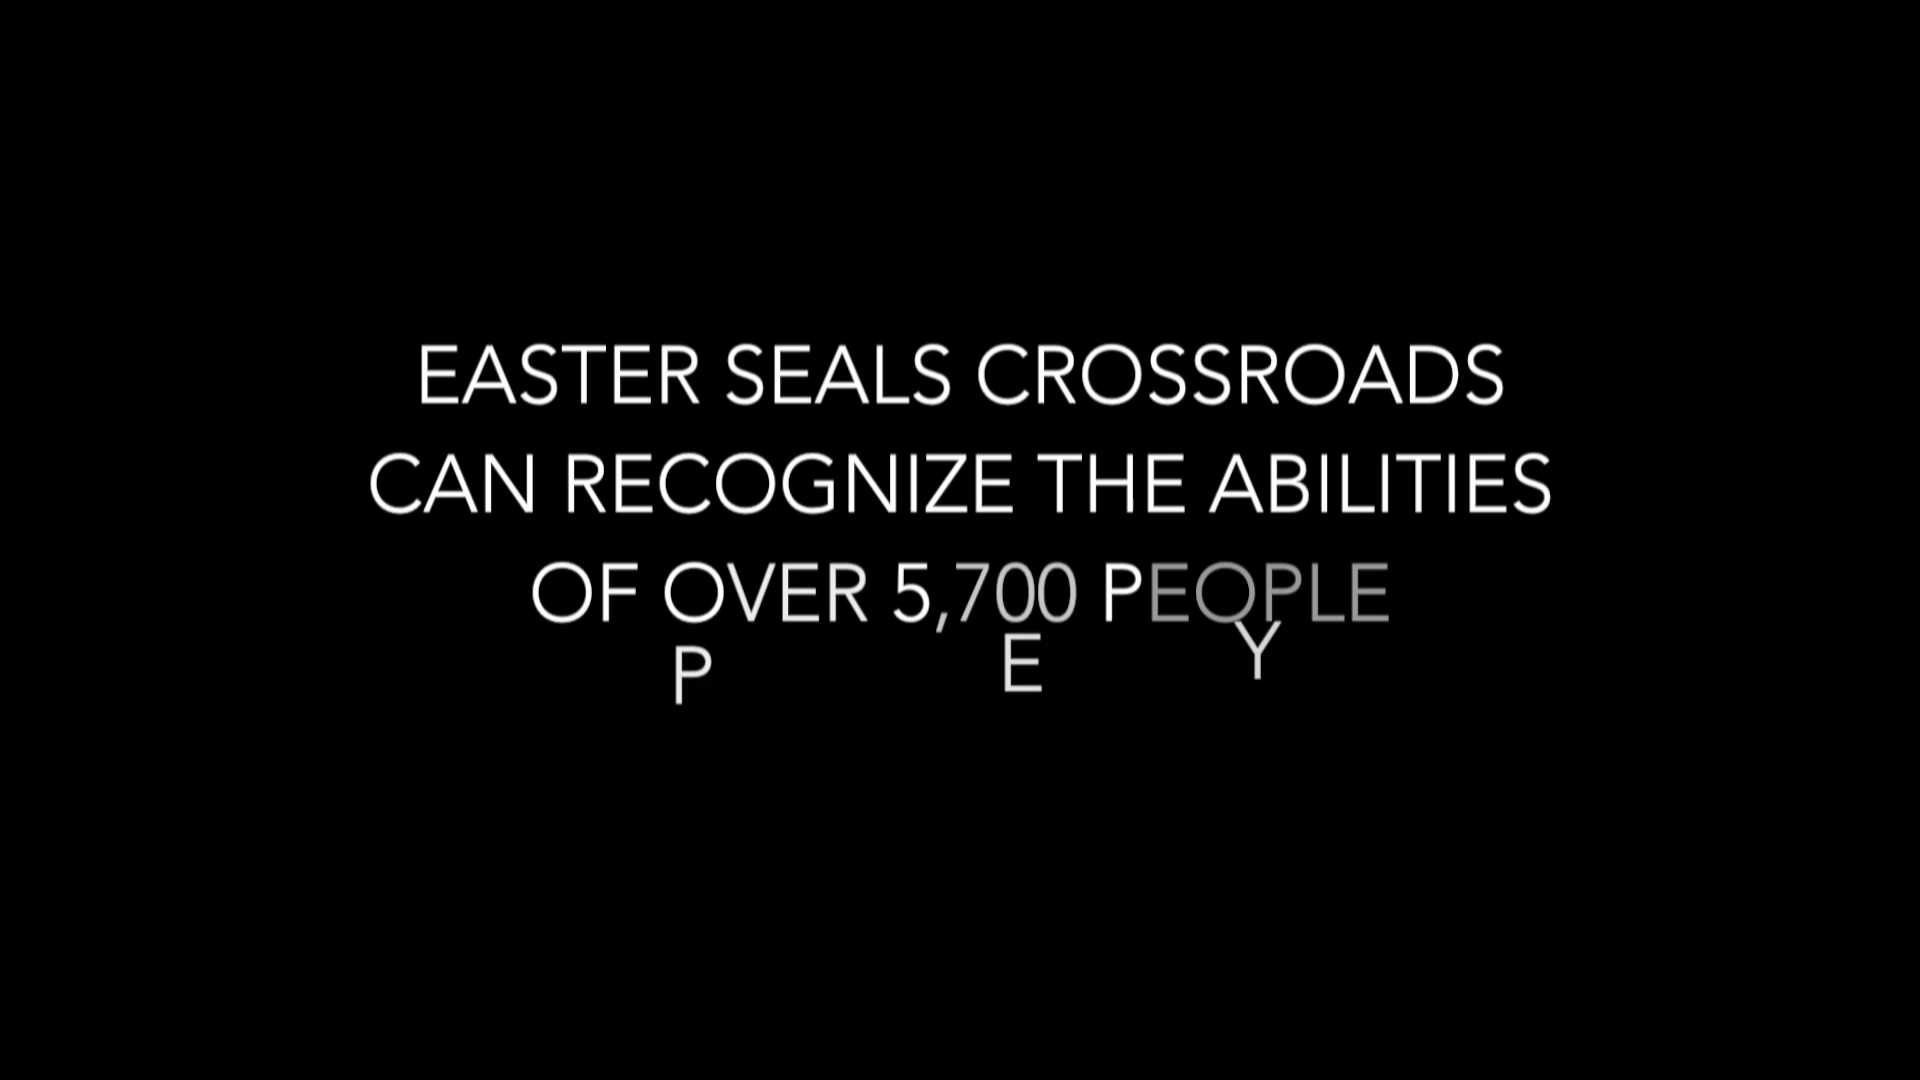 EASTER SEALS CROSSROADS
CAN RECOGNIZE THE ABILITIES
OF OVER 5,700 PEOPLE
P E Y